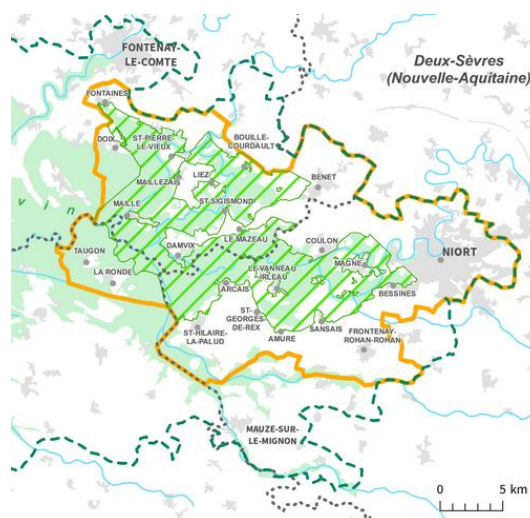 FONTENAY-
LE-COMTE
Deux-Sèvres
(Nouvelle-Aquitaine)
FONTAINES
DOIX
ST-PIERRE-
LE-VIEUX
BOUILLE-
COURDAULT
MAILLEZAIS
LIEZ
BENET
ST-SIGISMOND
MAILLE
vin
LE MAZEAU
COULON
DAMVIX
TAUGON
NIORT
LA RONDE
LE-VANNEAU
-IRLEAU
MAGNE
ARCAIS
BESSINES
ST-
GEORGES-
DE-REX
SANSAIS
ST-HILAIRE-
LA-PALUD
AMURE
FRONTENAY-
ROHAN-ROHAN
MAUZE-SUR-
LE-MIGNON
0 5 km